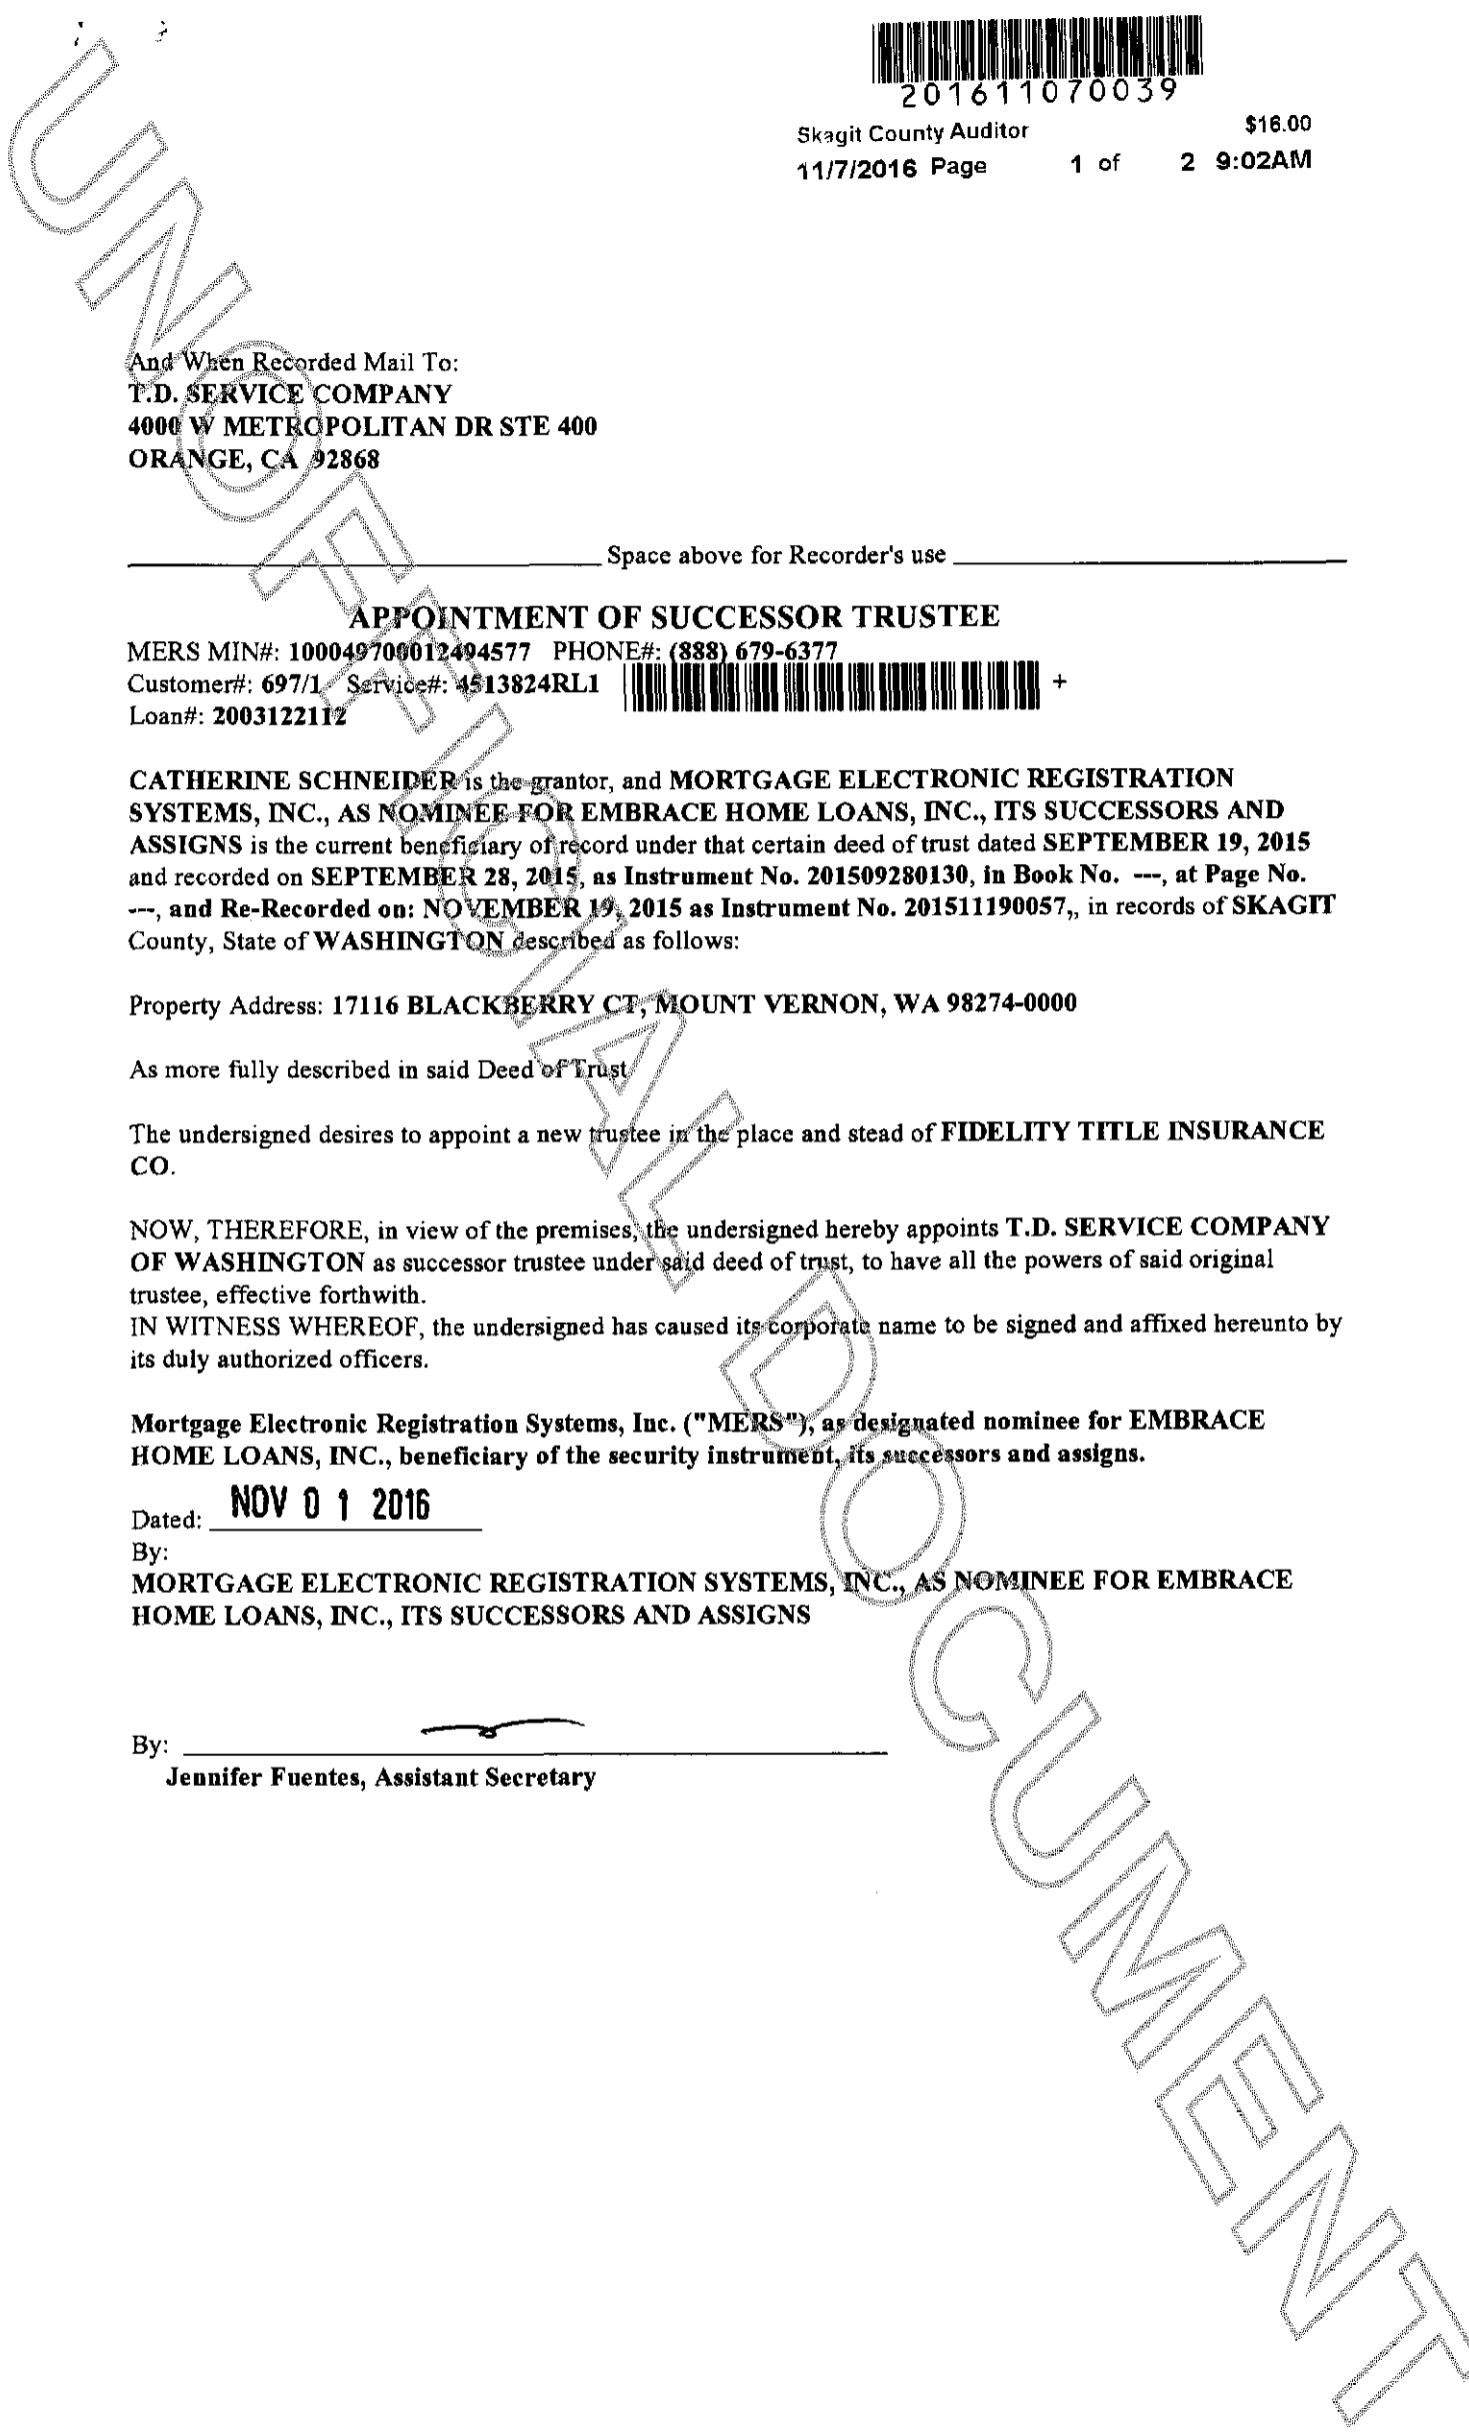 201611070039
Skagit County Auditor $16.00
11/7/2016 Page 1 of 2 9:02AM
And When Recorded Mail To:
T.D. SERVICE COMPANY
4000 W METROPOLITAN DR STE 400
ORANGE, CA 92868
Space above for Recorder's use
APPOINTMENT OF SUCCESSOR TRUSTEE
MERS MIN#: 100049700012494577 PHONE#: (888) 679-6377
Customer#: 697/1 Service#: 4513824RL1 +
Loan#: 2003122112
CATHERINE SCHNEIDER is the grantor, and MORTGAGE ELECTRONIC REGISTRATION
SYSTEMS, INC., AS NOMINEE FOR EMBRACE HOME LOANS, INC., ITS SUCCESSORS AND
ASSIGNS is the current beneficiary of record under that certain deed of trust dated SEPTEMBER 19, 2015
and recorded on SEPTEMBER 28, 2015, as Instrument No. 201509280130, in Book No. ---, at Page No.
---, and Re-Recorded on: NOVEMBER 19, 2015 as Instrument No. 201511190057,, in records of SKAGIT
County, State of WASHINGTON described as follows:
Property Address: 17116 BLACKBERRY CT, MOUNT VERNON, WA 98274-0000
As more fully described in said Deed of Trust
The undersigned desires to appoint a new trustee in the place and stead of FIDELITY TITLE INSURANCE
CO.
NOW, THEREFORE, in view of the premises, the undersigned hereby appoints T.D. SERVICE COMPANY
OF WASHINGTON as successor trustee under said deed of trust, to have all the powers of said original
trustee, effective forthwith.
IN WITNESS WHEREOF, the undersigned has caused its corporate name to be signed and affixed hereunto by
its duly authorized officers.
Mortgage Electronic Registration Systems, Inc. ("MERS"), as designated nominee for EMBRACE
HOME LOANS, INC., beneficiary of the security instrument, its successors and assigns.
Dated: NOV 01 2016
By:
MORTGAGE ELECTRONIC REGISTRATION SYSTEMS, INC., AS NOMINEE FOR EMBRACE
HOME LOANS, INC., ITS SUCCESSORS AND ASSIGNS
By:
Jennifer Fuentes, Assistant Secretary
UNOFFICIAL DOCUMENT